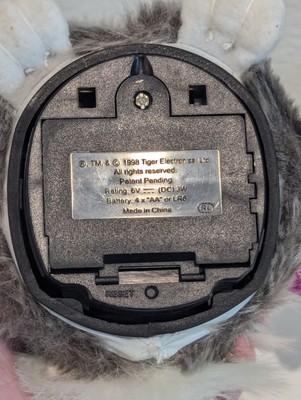 ®, TM, & © 1998 Tiger Electronics Ltd.
All rights reserved.
Patent Pending
Rating: 6V ⎓ (DC)
Battery: 4 x "AA" or LR6
Made in China
RESET